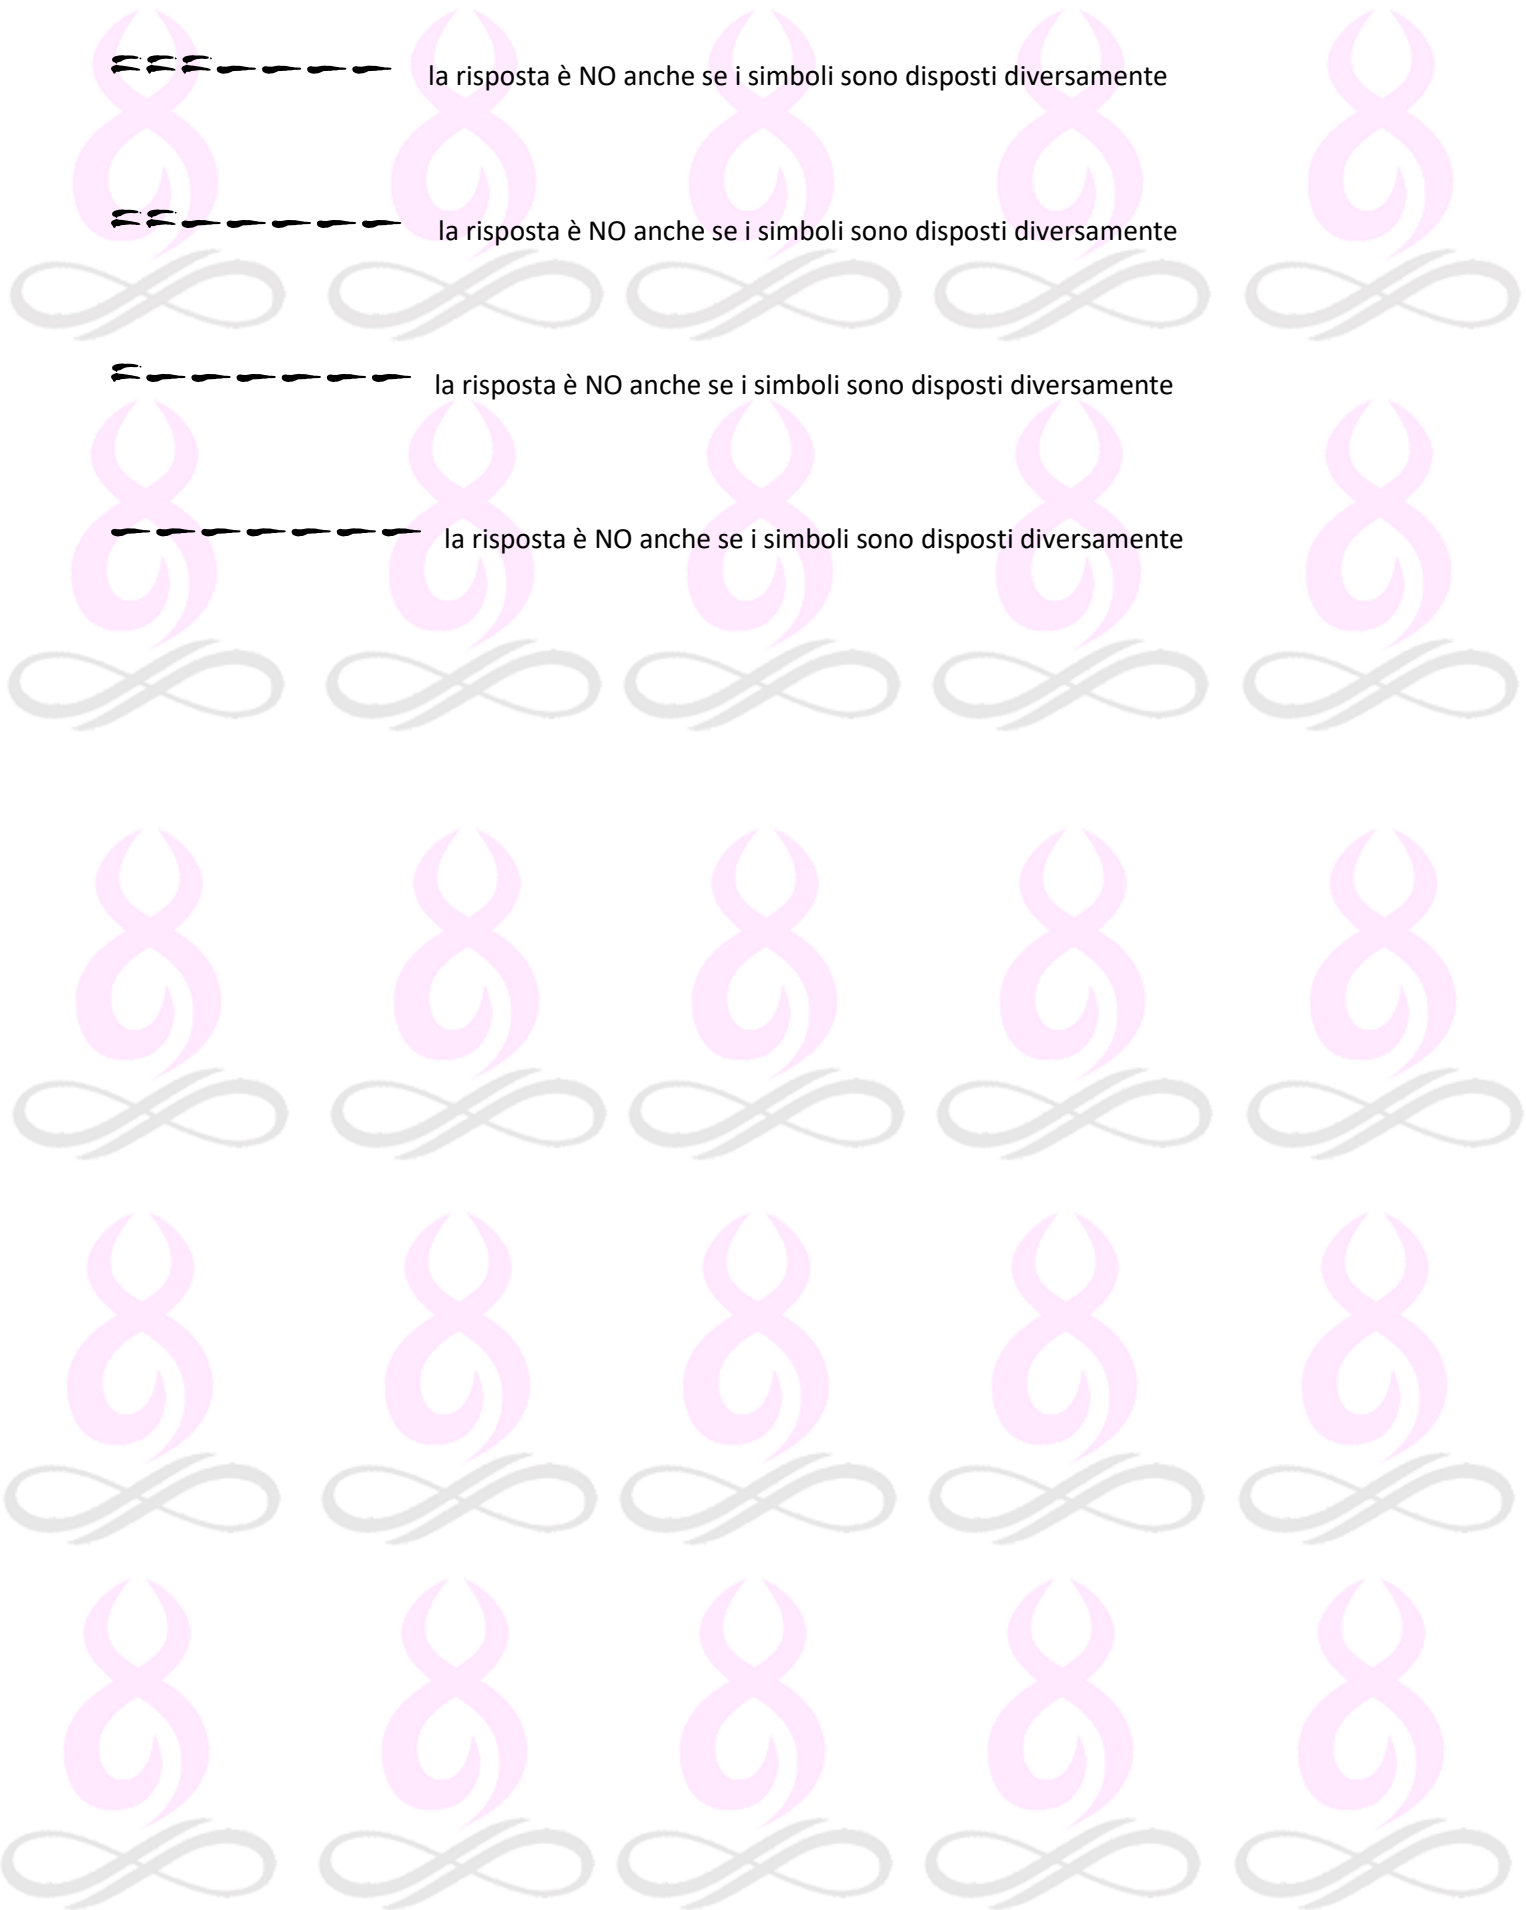 ===---- la risposta è NO anche se i simboli sono disposti diversamente
==----- la risposta è NO anche se i simboli sono disposti diversamente
=------ la risposta è NO anche se i simboli sono disposti diversamente
------- la risposta è NO anche se i simboli sono disposti diversamente